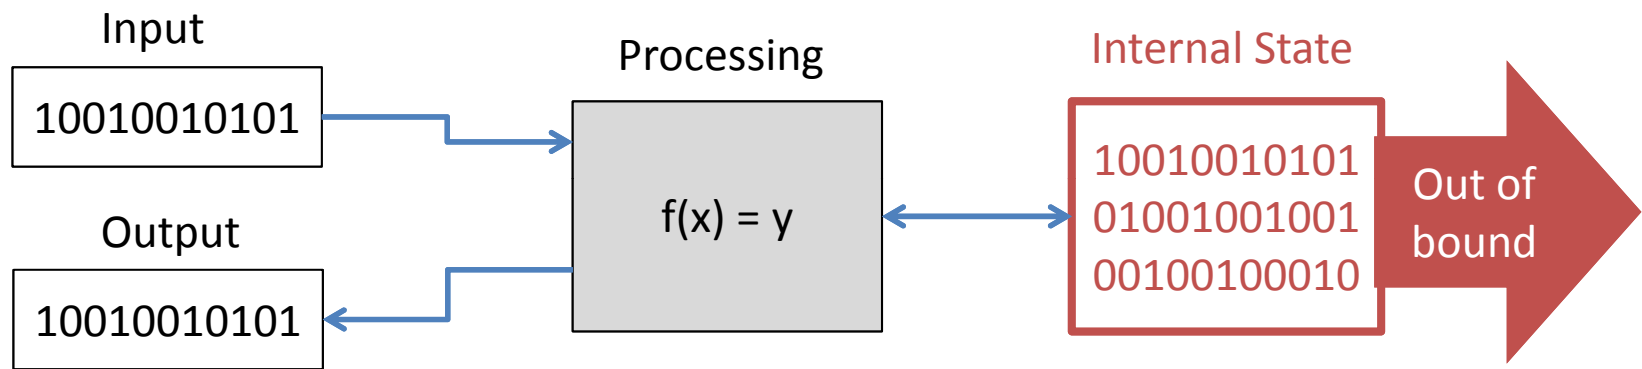 Input
10010010101
Output
10010010101
Processing
f(x) = y
Internal State
10010010101
01001001001
00100100010
Out of
bound